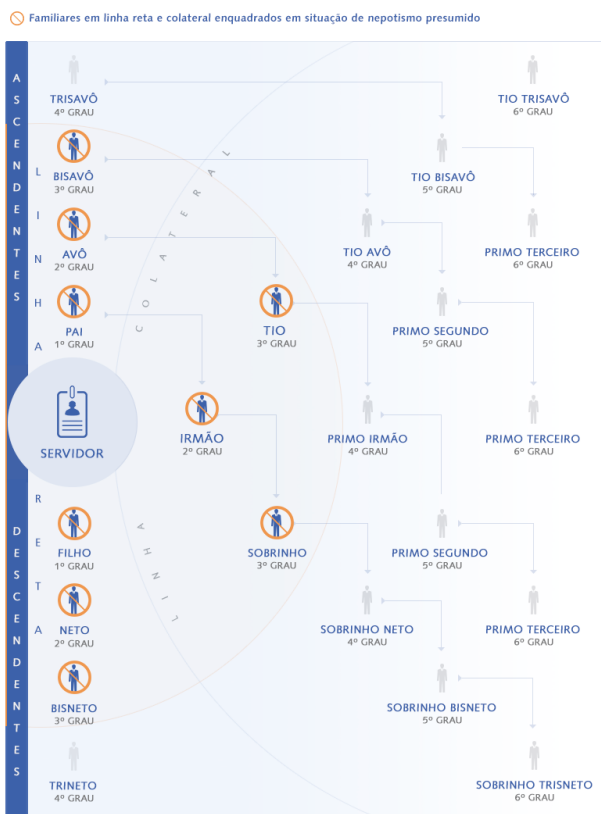 Familiares em linha reta e colateral enquadrados em situação de nepotismo presumido
ASCENDENTES
DESCENDENTES
LINHA RETA
LINHA COLATERAL
TRISAVÔ
4º GRAU
TIO TRISAVÔ
6º GRAU
BISAVÔ
3º GRAU
TIO BISAVÔ
5º GRAU
AVÔ
2º GRAU
TIO AVÔ
4º GRAU
PRIMO TERCEIRO
6º GRAU
PAI
1º GRAU
TIO
3º GRAU
PRIMO SEGUNDO
5º GRAU
SERVIDOR
IRMÃO
2º GRAU
PRIMO IRMÃO
4º GRAU
PRIMO TERCEIRO
6º GRAU
FILHO
1º GRAU
SOBRINHO
3º GRAU
PRIMO SEGUNDO
5º GRAU
NETO
2º GRAU
SOBRINHO NETO
4º GRAU
PRIMO TERCEIRO
6º GRAU
BISNETO
3º GRAU
SOBRINHO BISNETO
5º GRAU
TRINETO
4º GRAU
SOBRINHO TRISNETO
6º GRAU